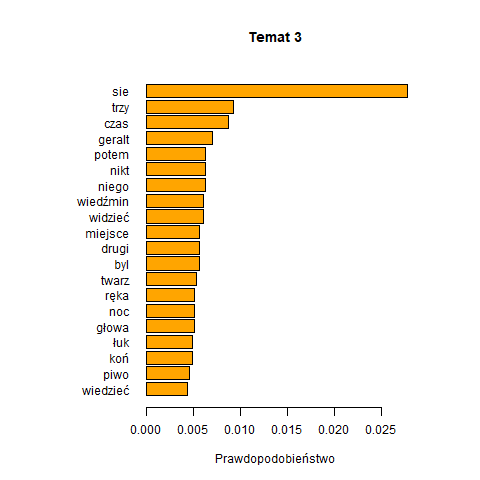 Temat 3
sie
trzy
czas
geralt
potem
nikt
niego
wiedźmin
widzieć
miejsce
drugi
byl
twarz
ręka
noc
głowa
łuk
koń
piwo
wiedzieć
0.000 0.005 0.010 0.015 0.020 0.025
Prawdopodobieństwo